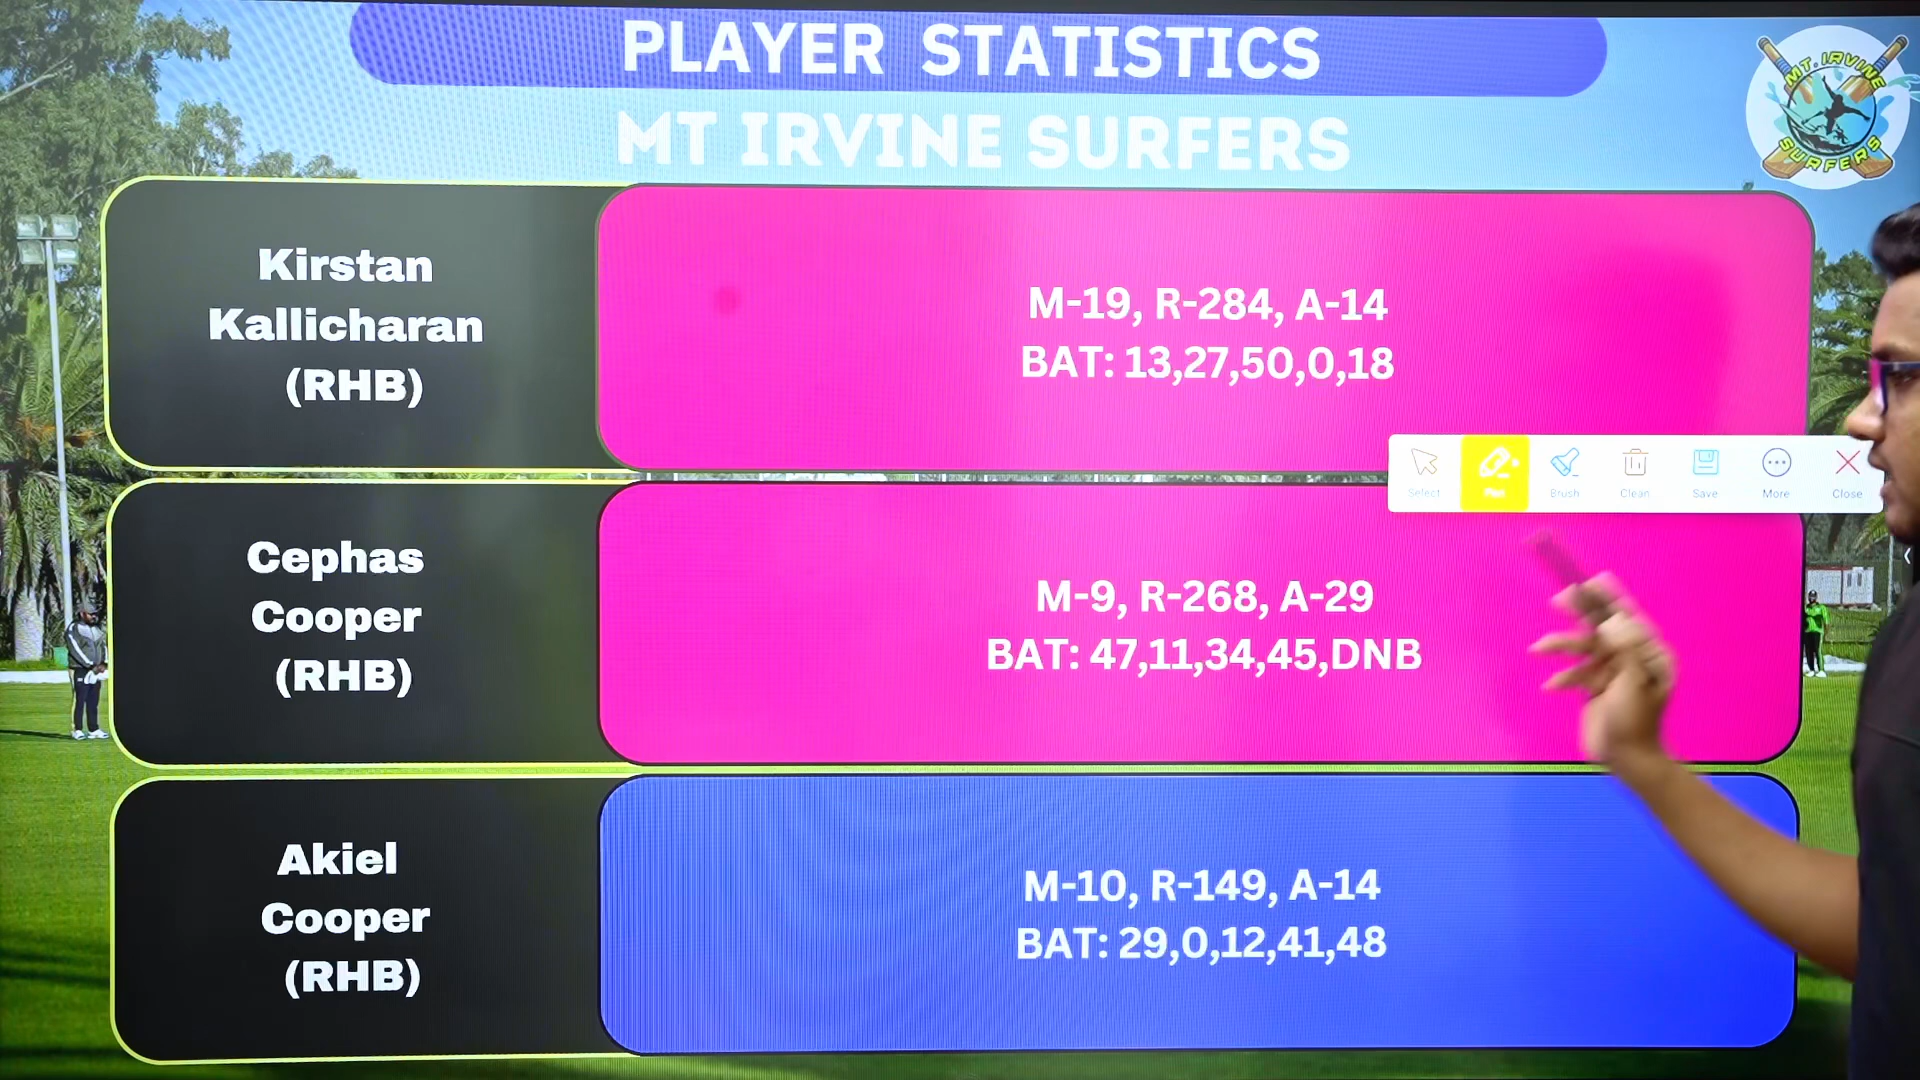 PLAYER STATISTICS
MT IRVINE SURFERS
MT. IRVINE
SURFERS
Kirstan
Kallicharan
(RHB)
M-19, R-284, A-14
BAT: 13,27,50,0,18
Select
Pen
Brush
Clean
Save
More
Close
Cephas
Cooper
(RHB)
M-9, R-268, A-29
BAT: 47,11,34,45,DNB
Akiel
Cooper
(RHB)
M-10, R-149, A-14
BAT: 29,0,12,41,48